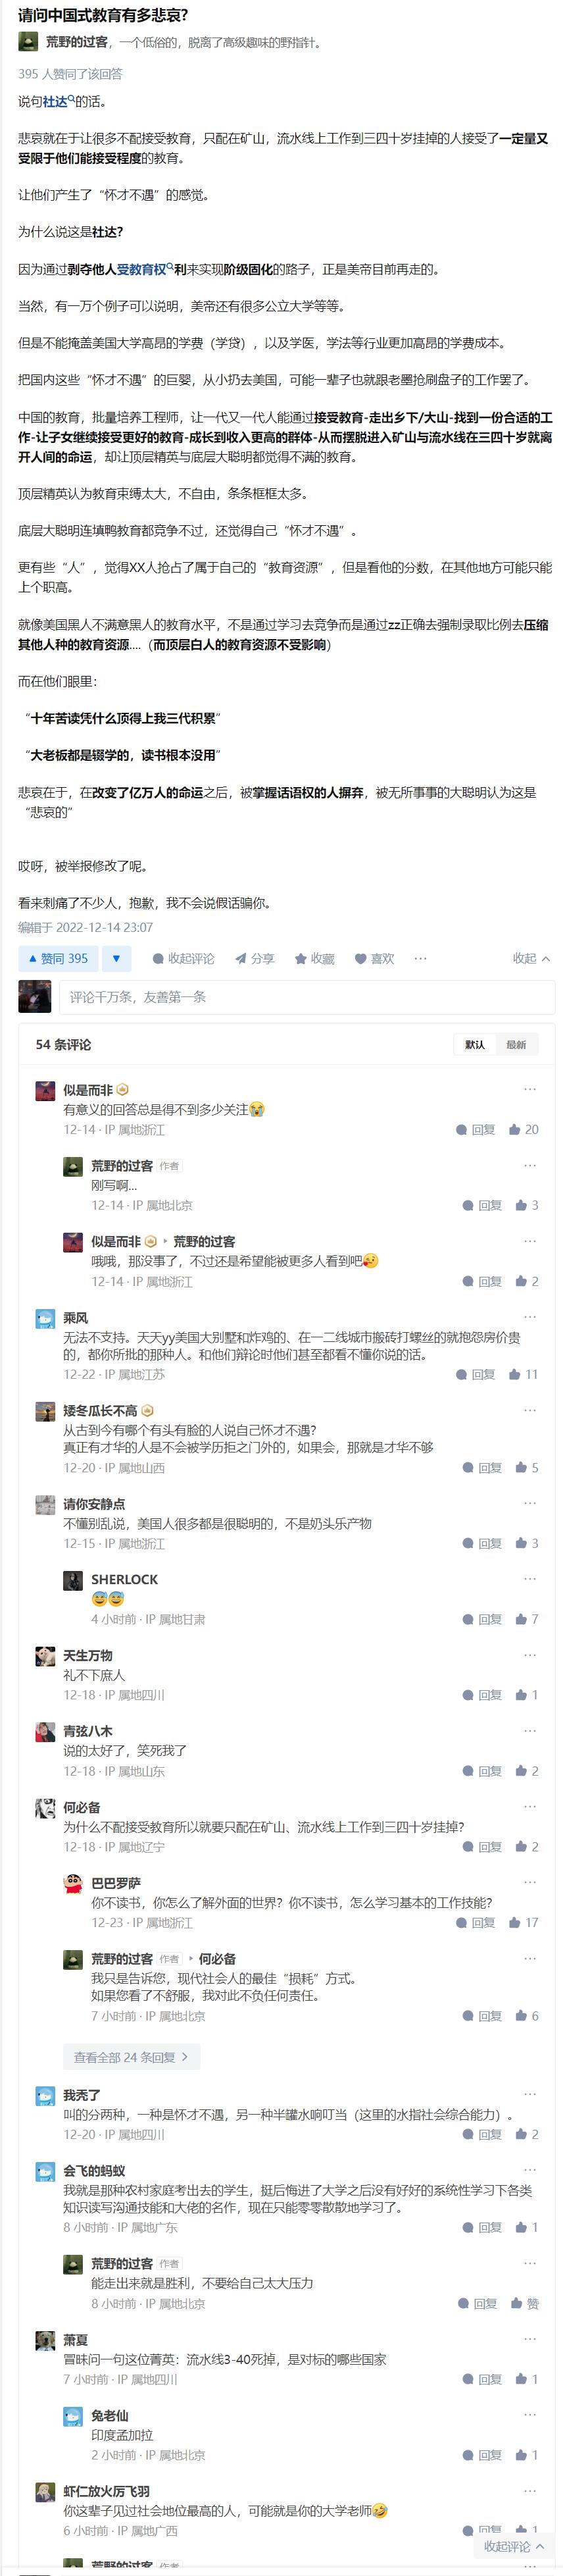 请问中国式教育有多悲哀?
荒野的过客，一个低俗的，脱离了高级趣味的野指针。
395 人赞同了该回答
说句社达的话。
悲哀就在于让很多不配接受教育，只配在矿山，流水线上工作到三四十岁挂掉的人接受了一定量又
受限于他们能接受程度的教育。
让他们产生了“怀才不遇”的感觉。
为什么说这是社达?
因为通过剥夺他人受教育权利来实现阶级固化的路子，正是美帝目前再走的。
当然，有一万个例子可以说明，美帝还有很多公立大学等等。
但是不能掩盖美国大学高昂的学费（学贷），以及学医，学法等行业更加高昂的学费成本。
把国内这些“怀才不遇”的巨婴，从小扔去美国，可能一辈子也就跟老墨抢刷盘子的工作罢了。
中国的教育，批量培养工程师，让一代又一代人能通过接受教育-走出乡下/大山-找到一份合适的工
作-让子女继续接受更好的教育-成长到收入更高的群体-从而摆脱进入矿山与流水线在三四十岁就离
开人间的命运，却让顶层精英与底层大聪明都觉得不满的教育。
顶层精英认为教育束缚太大，不自由，条条框框太多。
底层大聪明连填鸭教育都竞争不过，还觉得自己“怀才不遇”。
更有些“人”，觉得XX人抢占了属于自己的“教育资源”，但是看他的分数，在其他地方可能只能
上个职高。
就像美国黑人不满意黑人的教育水平，不是通过学习去竞争而是通过zz正确去强制录取比例去压缩
其他人种的教育资源....（而顶层白人的教育资源不受影响）
而在他们眼里：
“十年苦读凭什么顶得上我三代积累”
“大老板都是辍学的，读书根本没用”
悲哀在于，在改变了亿万人的命运之后，被掌握话语权的人摒弃，被无所事事的大聪明认为这是
“悲哀的”
哎呀，被举报修改了呢。
看来刺痛了不少人，抱歉，我不会说假话骗你。
编辑于 2022-12-14 23:07
赞同 395
收起评论
分享
收藏
喜欢
收起
评论千万条，友善第一条
54 条评论
默认
最新
似是而非
有意义的回答总是得不到多少关注😭
12-14 · IP 属地浙江
回复
20
荒野的过客 作者
刚写啊...
12-14 · IP 属地北京
回复
3
似是而非 荒野的过客
哦哦，那没事了，不过还是希望能被更多人看到吧
12-14 · IP 属地浙江
回复
2
乘风
无法不支持。天天yy美国大别墅和炸鸡的、在一二线城市搬砖打螺丝的就抱怨房价贵
的，都你所批的那种人。和他们辩论时他们甚至都看不懂你说的话。
12-22 · IP 属地江苏
回复
11
矮冬瓜长不高
从古到今有哪个有头有脸的人说自己怀才不遇?
真正有才华的人是不会被学历拒之门外的，如果会，那就是才华不够
12-20 · IP 属地山西
回复
5
请你安静点
不懂别乱说，美国人很多都是很聪明的，不是奶头乐产物
12-15 · IP 属地浙江
回复
3
SHERLOCK
😅😅
4 小时前 · IP 属地甘肃
回复
7
天生万物
礼不下庶人
12-18 · IP 属地四川
回复
1
青弦八木
说的太好了，笑死我了
12-18 · IP 属地山东
回复
2
何必备
为什么不配接受教育所以就要只配在矿山、流水线上工作到三四十岁挂掉?
12-18 · IP 属地辽宁
回复
2
巴巴罗萨
你不读书，你怎么了解外面的世界？你不读书，怎么学习基本的工作技能?
12-23 · IP 属地浙江
回复
17
荒野的过客 作者 何必备
我只是告诉您，现代社会人的最佳“损耗”方式。
如果您看了不舒服，我对此不负任何责任。
7 小时前 · IP 属地北京
回复
6
查看全部 24 条回复
我秃了
叫的分两种，一种是怀才不遇，另一种半罐水响叮当（这里的水指社会综合能力）。
12-20 · IP 属地四川
回复
2
会飞的蚂蚁
我就是那种农村家庭考出去的学生，挺后悔进了大学之后没有好好的系统性学习下各类
知识读写沟通技能和大佬的名作，现在只能零零散散地学习了。
8 小时前 · IP 属地广东
回复
1
荒野的过客 作者
能走出来就是胜利，不要给自己太大压力
8 小时前 · IP 属地北京
回复
赞
萧夏
冒昧问一句这位菁英：流水线3-40死掉，是对标的哪些国家
7 小时前 · IP 属地四川
回复
1
兔老仙
印度孟加拉
2 小时前 · IP 属地北京
回复
1
虾仁放火厉飞羽
你这辈子见过社会地位最高的人，可能就是你的大学老师🤣
6 小时前 · IP 属地广西
回复
1
收起评论
荒野的过客 作者